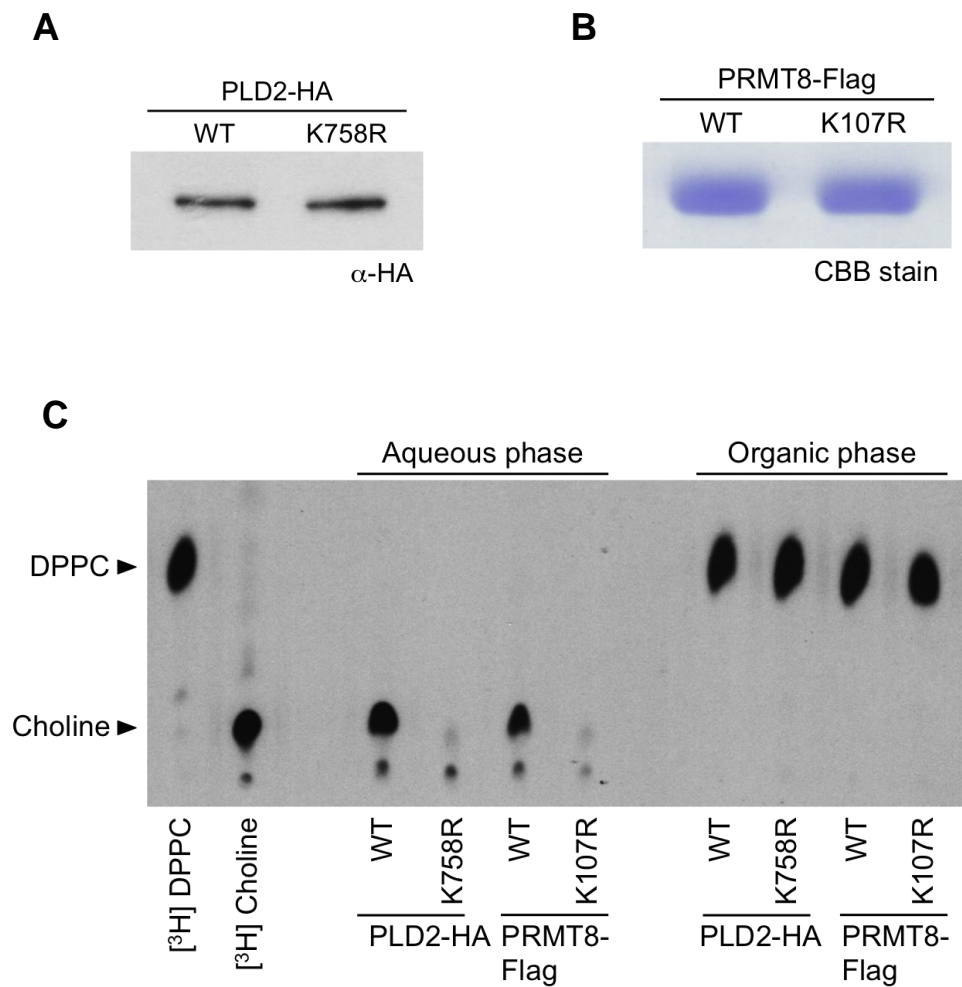 A
PLD2-HA
WT K758R
α-HA
B
PRMT8-Flag
WT K107R
CBB stain
C
Aqueous phase Organic phase
DPPC
Choline
[³H] DPPC [³H] Choline WT K758R WT K107R WT K758R WT K107R
PLD2-HA PRMT8- PLD2-HA PRMT8-
Flag Flag